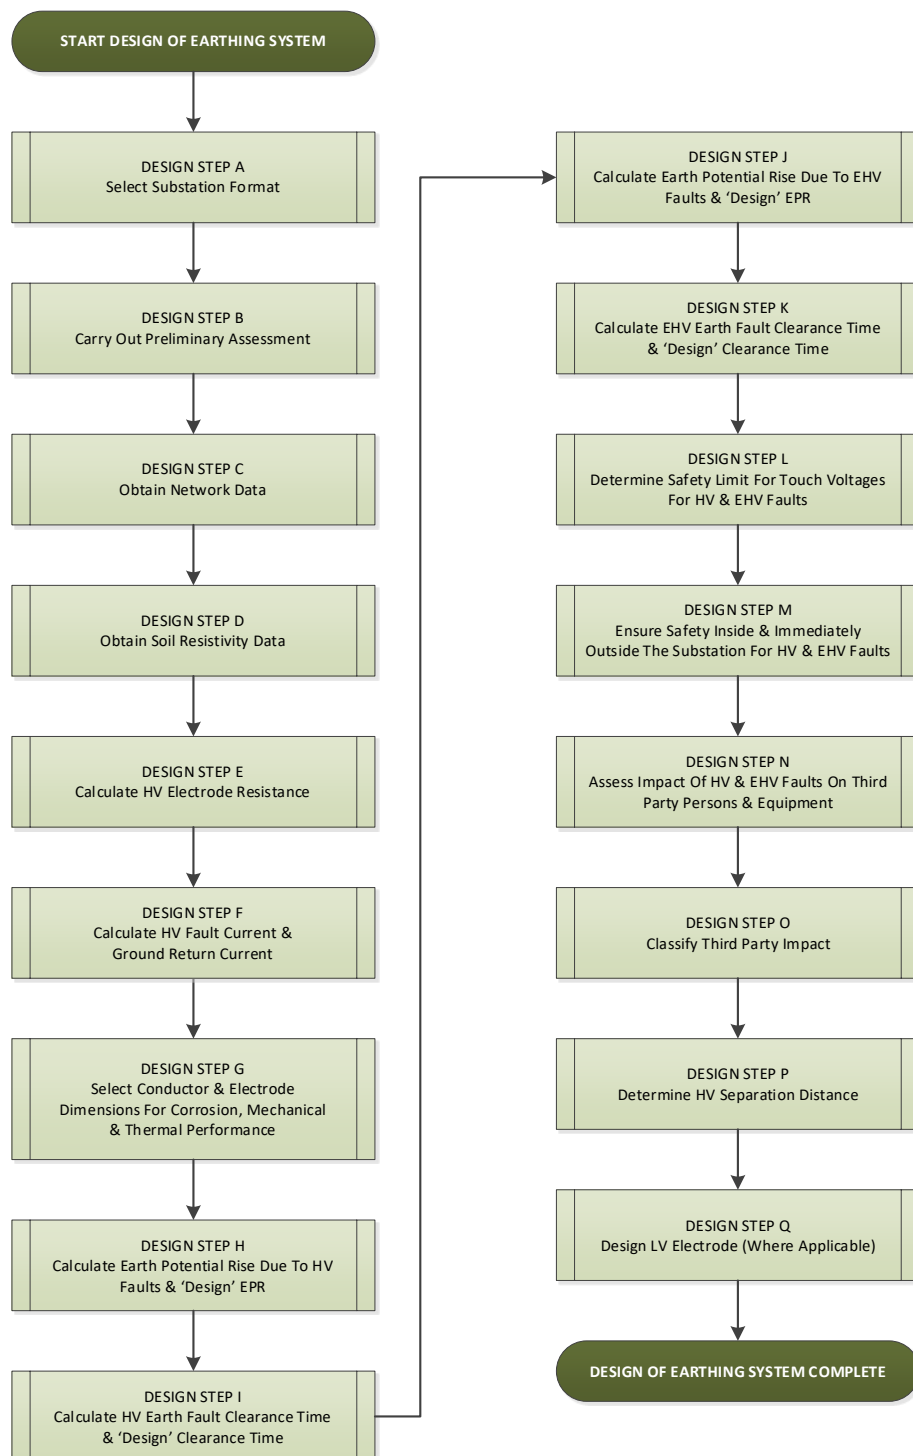 START DESIGN OF EARTHING SYSTEM
DESIGN STEP A
Select Substation Format
DESIGN STEP B
Carry Out Preliminary Assessment
DESIGN STEP C
Obtain Network Data
DESIGN STEP D
Obtain Soil Resistivity Data
DESIGN STEP E
Calculate HV Electrode Resistance
DESIGN STEP F
Calculate HV Fault Current &
Ground Return Current
DESIGN STEP G
Select Conductor & Electrode
Dimensions For Corrosion, Mechanical
& Thermal Performance
DESIGN STEP H
Calculate Earth Potential Rise Due To HV
Faults & ‘Design’ EPR
DESIGN STEP I
Calculate HV Earth Fault Clearance Time
& ‘Design’ Clearance Time
DESIGN STEP J
Calculate Earth Potential Rise Due To EHV
Faults & ‘Design’ EPR
DESIGN STEP K
Calculate EHV Earth Fault Clearance Time
& ‘Design’ Clearance Time
DESIGN STEP L
Determine Safety Limit For Touch Voltages
For HV & EHV Faults
DESIGN STEP M
Ensure Safety Inside & Immediately
Outside The Substation For HV & EHV Faults
DESIGN STEP N
Assess Impact Of HV & EHV Faults On Third
Party Persons & Equipment
DESIGN STEP O
Classify Third Party Impact
DESIGN STEP P
Determine HV Separation Distance
DESIGN STEP Q
Design LV Electrode (Where Applicable)
DESIGN OF EARTHING SYSTEM COMPLETE